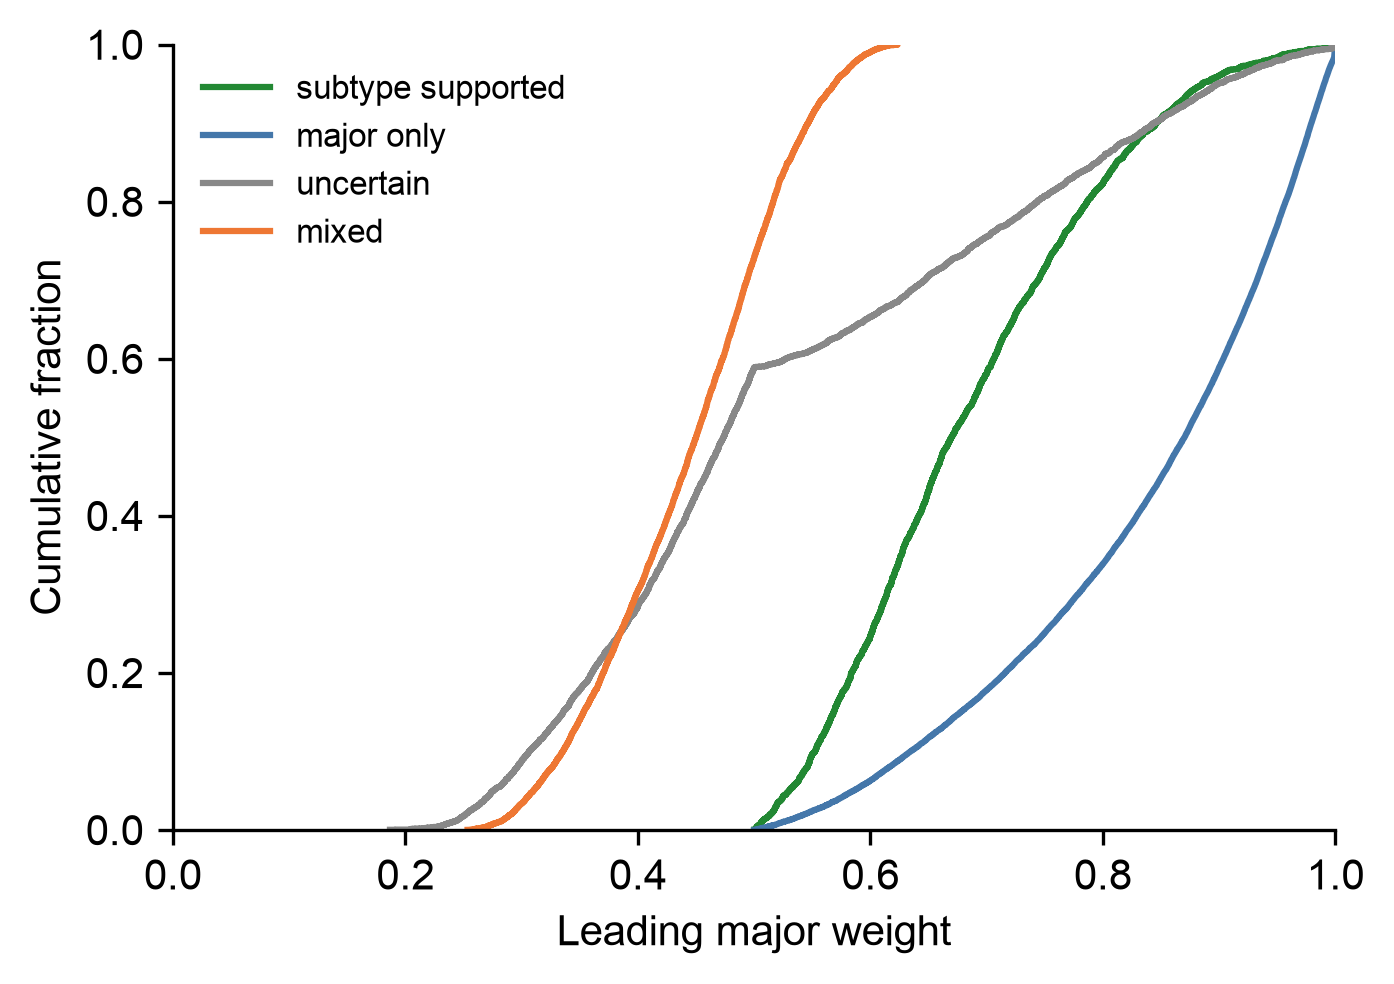 1.0
0.8
0.6
0.4
0.2
0.0
Cumulative fraction
subtype supported
major only
uncertain
mixed
0.0 0.2 0.4 0.6 0.8 1.0
Leading major weight